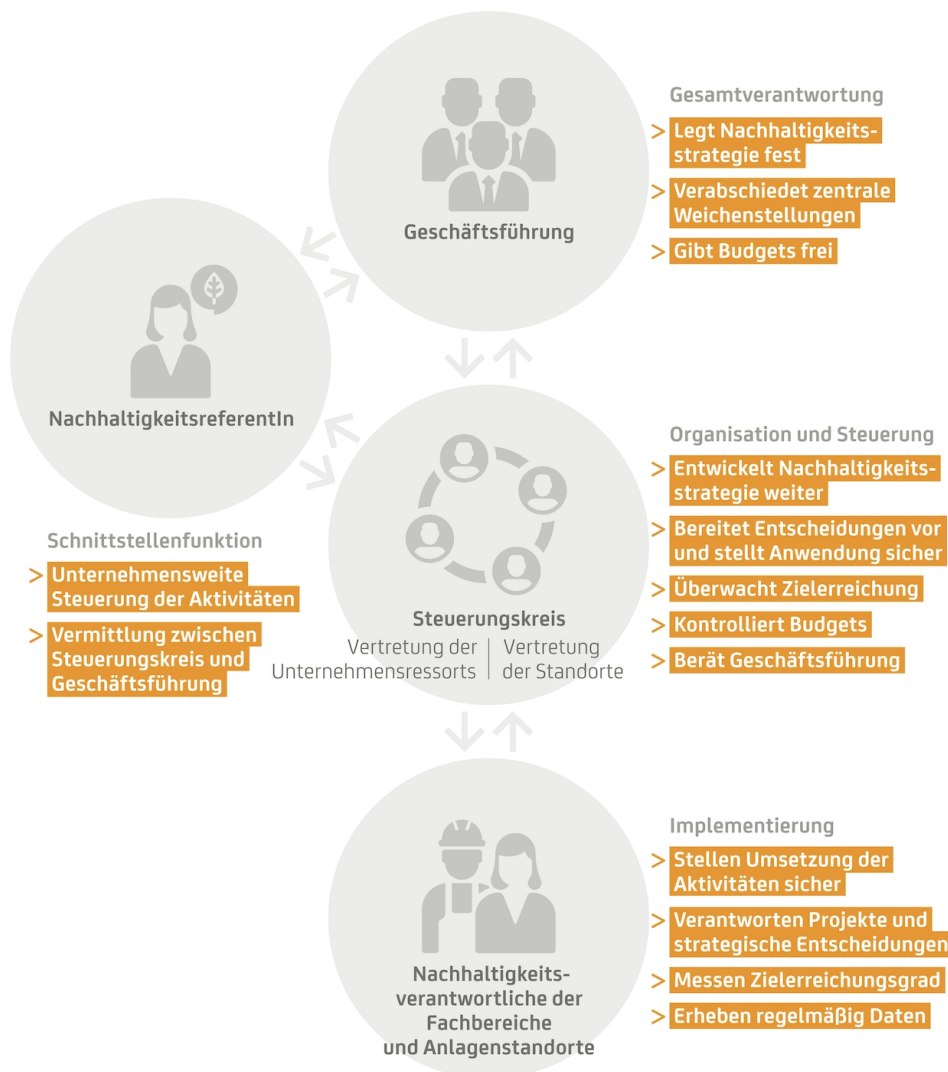 Geschäftsführung
Gesamtverantwortung
> Legt Nachhaltigkeits-
strategie fest
> Verabschiedet zentrale
Weichenstellungen
> Gibt Budgets frei
NachhaltigkeitsreferentIn
Schnittstellenfunktion
> Unternehmensweite
Steuerung der Aktivitäten
> Vermittlung zwischen
Steuerungskreis und
Geschäftsführung
Steuerungskreis
Vertretung der
Unternehmensressorts
Vertretung
der Standorte
Organisation und Steuerung
> Entwickelt Nachhaltigkeits-
strategie weiter
> Bereitet Entscheidungen vor
und stellt Anwendung sicher
> Überwacht Zielerreichung
> Kontrolliert Budgets
> Berät Geschäftsführung
Nachhaltigkeits-
verantwortliche der
Fachbereiche
und Anlagenstandorte
Implementierung
> Stellen Umsetzung der
Aktivitäten sicher
> Verantworten Projekte und
strategische Entscheidungen
> Messen Zielerreichungsgrad
> Erheben regelmäßig Daten